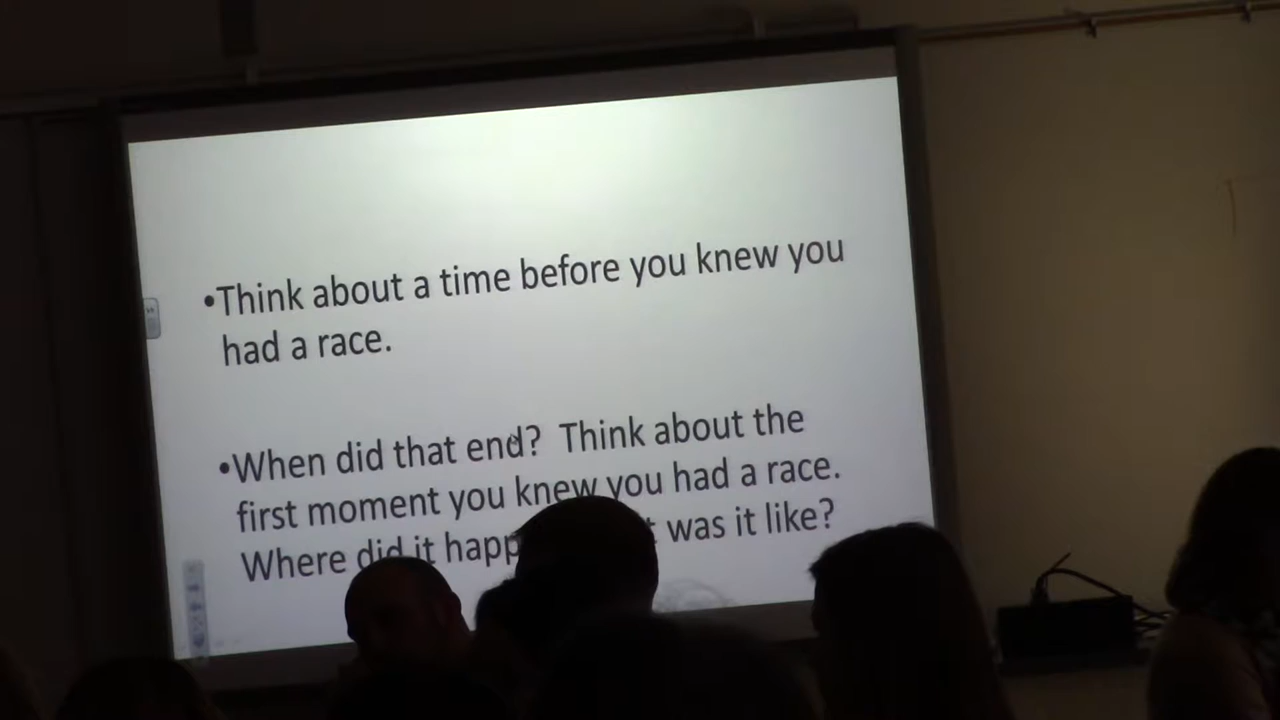 •Think about a time before you knew you
had a race.
•When did that end? Think about the
first moment you knew you had a race.
Where did it happ was it like?